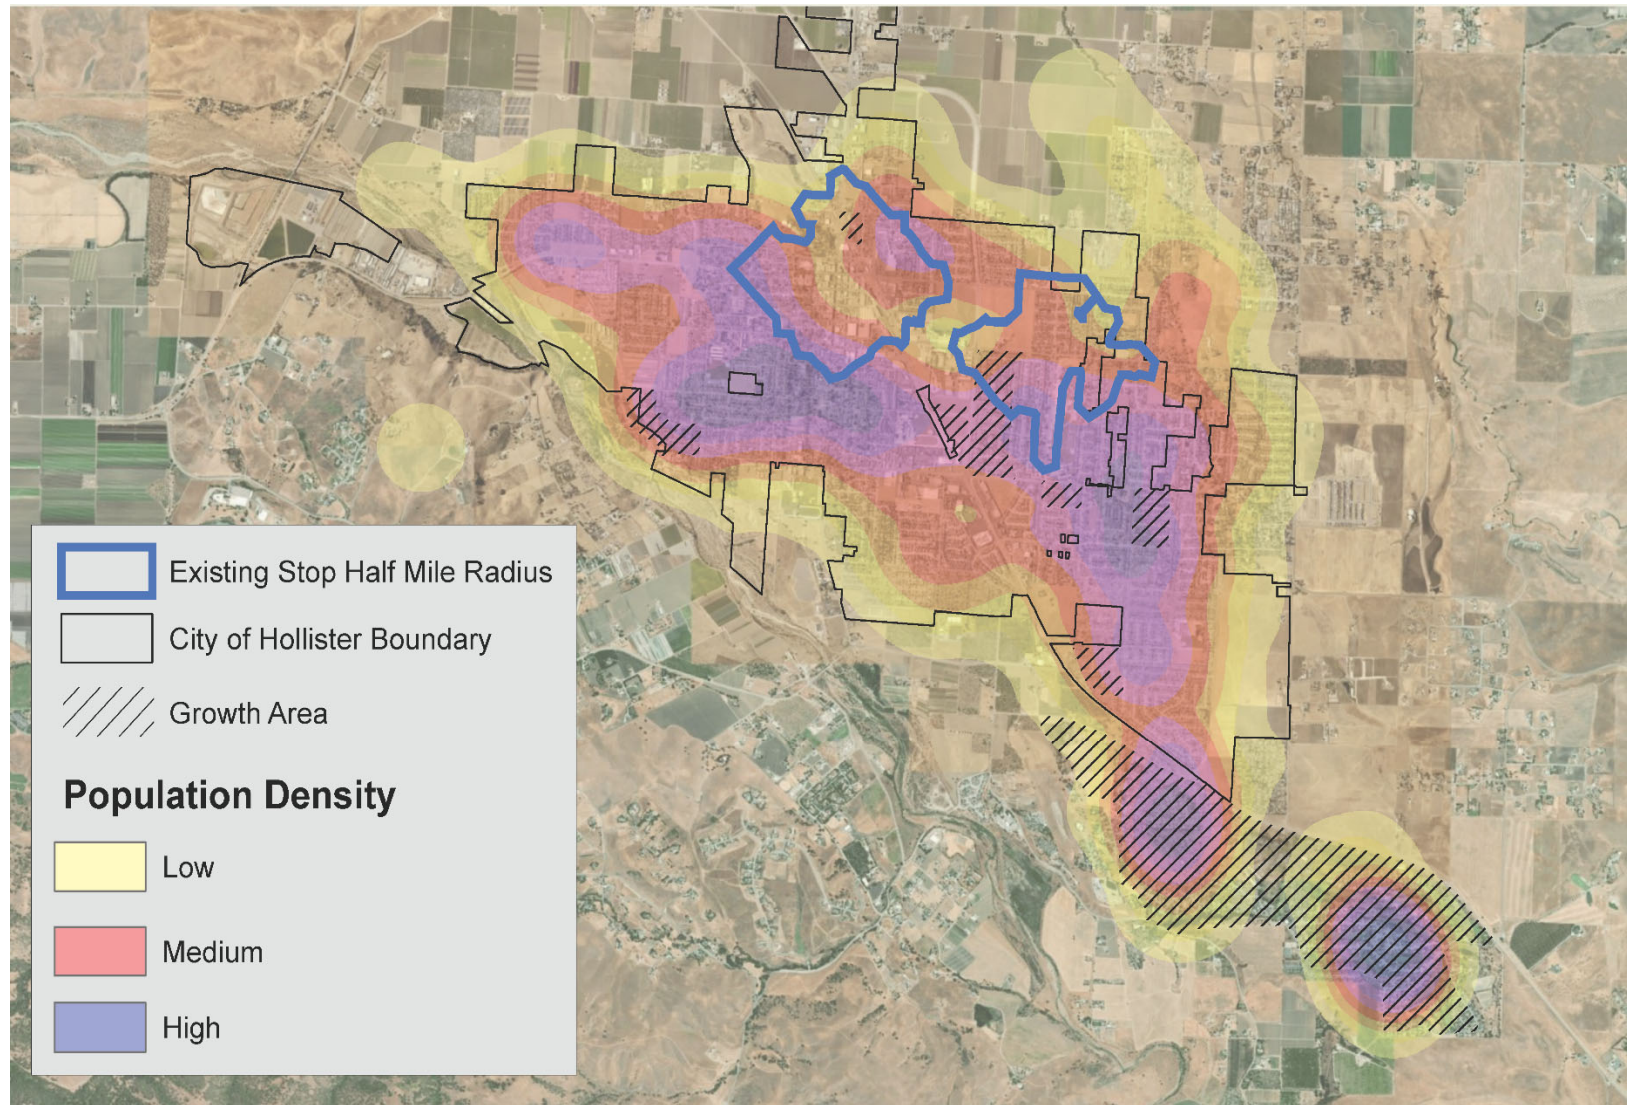 Existing Stop Half Mile Radius
City of Hollister Boundary
Growth Area
Population Density
Low
Medium
High